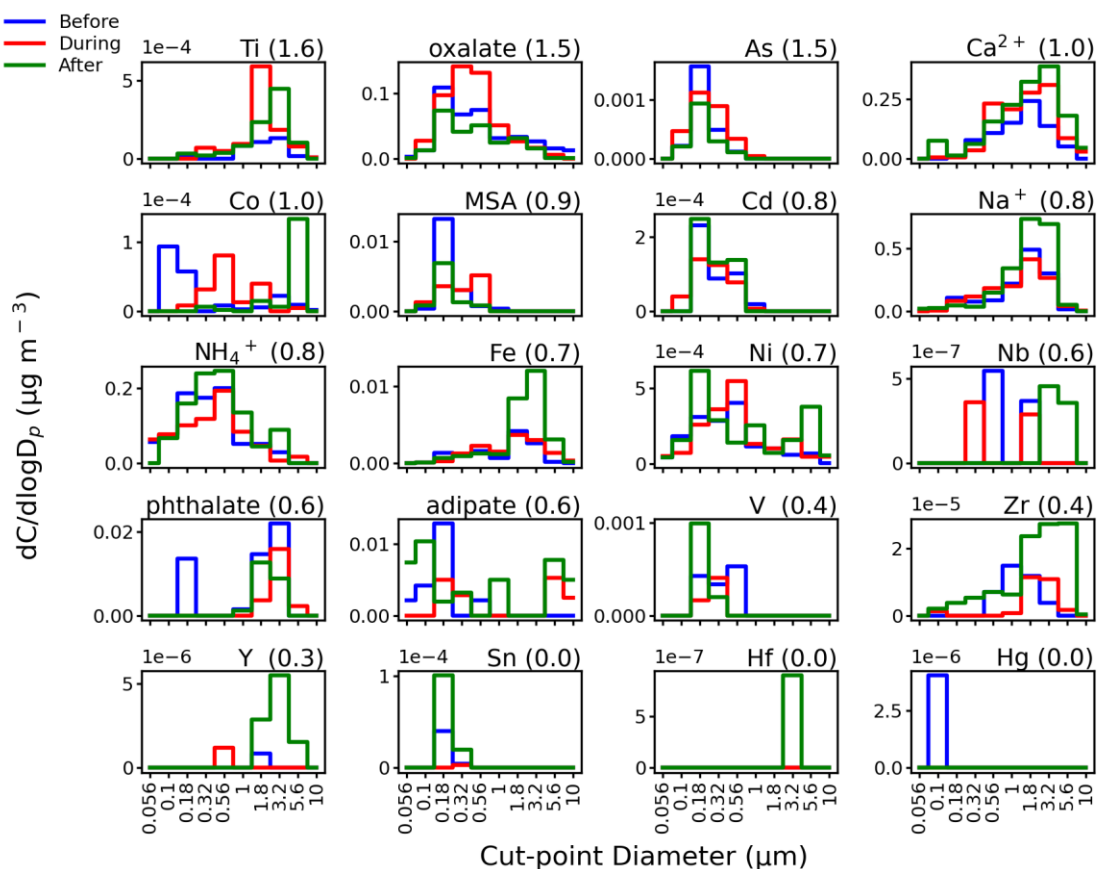 Before
During
After
1e−4 Ti (1.6)
oxalate (1.5)
As (1.5)
Ca²⁺ (1.0)
5
0
0.1
0.0
0.001
0.000
0.25
0.00
1e−4 Co (1.0)
MSA (0.9)
1e−4 Cd (0.8)
Na⁺ (0.8)
1
0
0.01
0.00
2
0
0.5
0.0
NH₄⁺ (0.8)
Fe (0.7)
1e−4 Ni (0.7)
1e−7 Nb (0.6)
0.2
0.0
0.01
0.00
5
0
5
0
phthalate (0.6)
adipate (0.6)
V (0.4)
1e−5 Zr (0.4)
0.02
0.00
0.01
0.00
0.001
0.000
2
0
1e−6 Y (0.3)
1e−4 Sn (0.0)
1e−7 Hf (0.0)
1e−6 Hg (0.0)
5
0
1
0
5
0
2.5
0.0
0.056 0.1 0.18 0.32 0.56 1 1.8 3.2 5.6 10
0.056 0.1 0.18 0.32 0.56 1 1.8 3.2 5.6 10
0.056 0.1 0.18 0.32 0.56 1 1.8 3.2 5.6 10
0.056 0.1 0.18 0.32 0.56 1 1.8 3.2 5.6 10
dC/dlogDₚ (μg m⁻³)
Cut-point Diameter (μm)